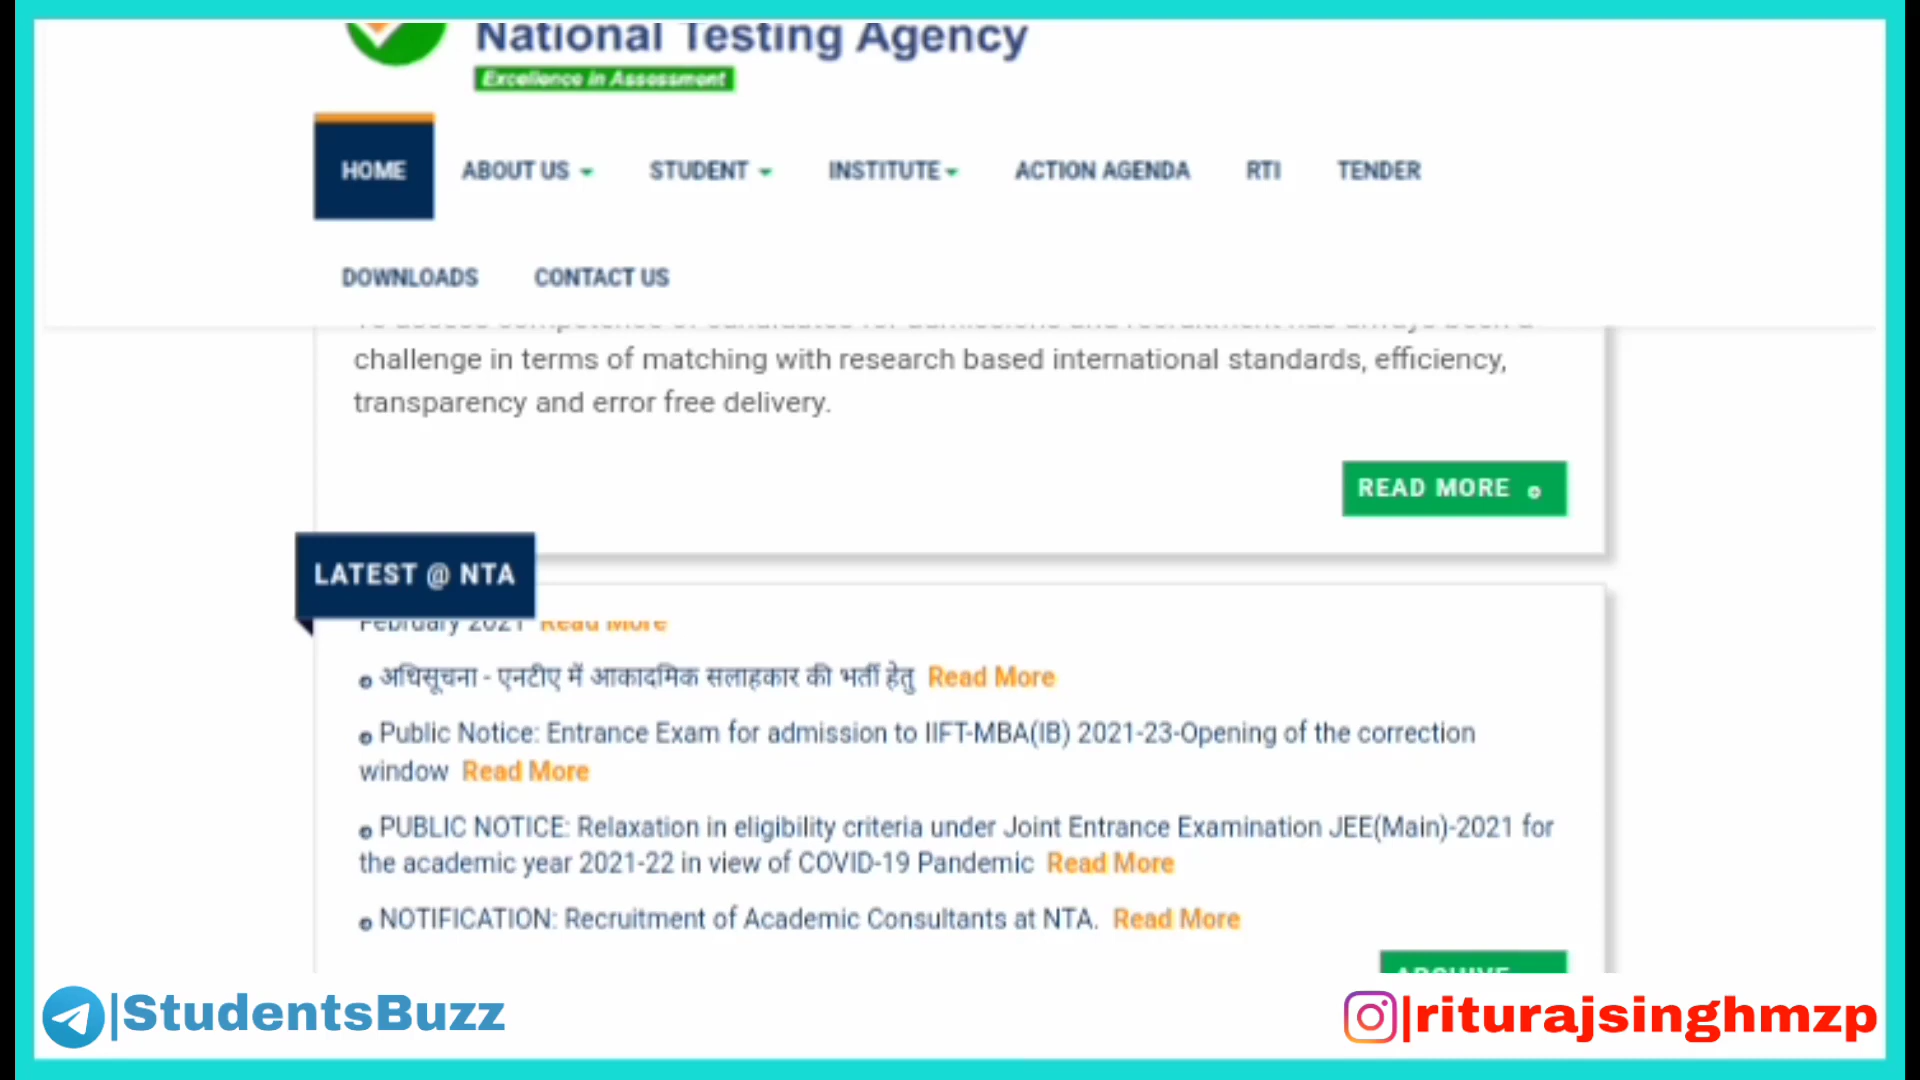 National Testing Agency
Excellence in Assessment
HOME ABOUT US STUDENT INSTITUTE ACTION AGENDA RTI TENDER
DOWNLOADS CONTACT US
challenge in terms of matching with research based international standards, efficiency,
transparency and error free delivery.
READ MORE
LATEST @ NTA
February 2021 Read More
अधिसूचना - एनटीए में आकादमिक सलाहकार की भर्ती हेतु Read More
Public Notice: Entrance Exam for admission to IIFT-MBA(IB) 2021-23-Opening of the correction
window Read More
PUBLIC NOTICE: Relaxation in eligibility criteria under Joint Entrance Examination JEE(Main)-2021 for
the academic year 2021-22 in view of COVID-19 Pandemic Read More
NOTIFICATION: Recruitment of Academic Consultants at NTA. Read More
ARCHIVE
|StudentsBuzz
|riturajsinghmzp